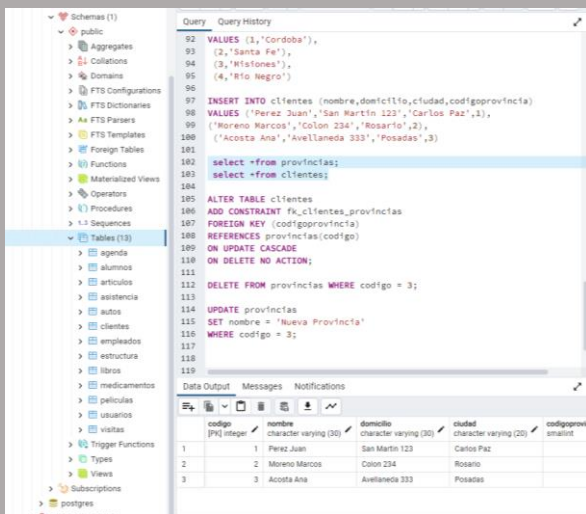 Schemas (1)
public
Aggregates
Collations
Domains
FTS Configurations
FTS Dictionaries
Aa FTS Parsers
FTS Templates
Foreign Tables
Functions
Materialized Views
Operators
Procedures
1..3 Sequences
Tables (13)
agenda
alumnos
articulos
asistencia
autos
clientes
empleados
estructura
libros
medicamentos
peliculas
usuarios
visitas
Trigger Functions
Types
Views
Subscriptions
postgres
Query Query History
92 VALUES (1,'Cordoba'),
93 (2,'Santa Fe'),
94 (3,'Misiones'),
95 (4,'Rio Negro')
96
97 INSERT INTO clientes (nombre,domicilio,ciudad,codigoprovincia)
98 VALUES ('Perez Juan','San Martin 123','Carlos Paz',1),
99 ('Moreno Marcos','Colon 234','Rosario',2),
100 ('Acosta Ana','Avellaneda 333','Posadas',3)
101
102 select *from provincias;
103 select *from clientes;
104
105 ALTER TABLE clientes
106 ADD CONSTRAINT fk_clientes_provincias
107 FOREIGN KEY (codigoprovincia)
108 REFERENCES provincias(codigo)
109 ON UPDATE CASCADE
110 ON DELETE NO ACTION;
111
112 DELETE FROM provincias WHERE codigo = 3;
113
114 UPDATE provincias
115 SET nombre = 'Nueva Provincia'
116 WHERE codigo = 3;
117
118
119
Data Output Messages Notifications
codigo nombre domicilio ciudad codigoprovi
[PK] integer character varying (30) character varying (30) character varying (20) smallint
1 1 Perez Juan San Martin 123 Carlos Paz
2 2 Moreno Marcos Colon 234 Rosario
3 3 Acosta Ana Avellaneda 333 Posadas